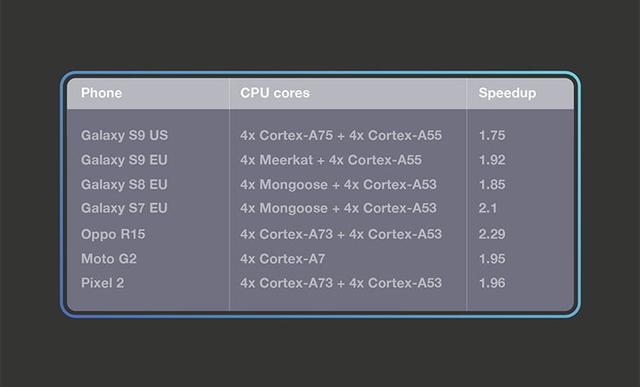 Phone CPU cores Speedup
Galaxy S9 US 4x Cortex-A75 + 4x Cortex-A55 1.75
Galaxy S9 EU 4x Meerkat + 4x Cortex-A55 1.92
Galaxy S8 EU 4x Mongoose + 4x Cortex-A53 1.85
Galaxy S7 EU 4x Mongoose + 4x Cortex-A53 2.1
Oppo R15 4x Cortex-A73 + 4x Cortex-A53 2.29
Moto G2 4x Cortex-A7 1.95
Pixel 2 4x Cortex-A73 + 4x Cortex-A53 1.96